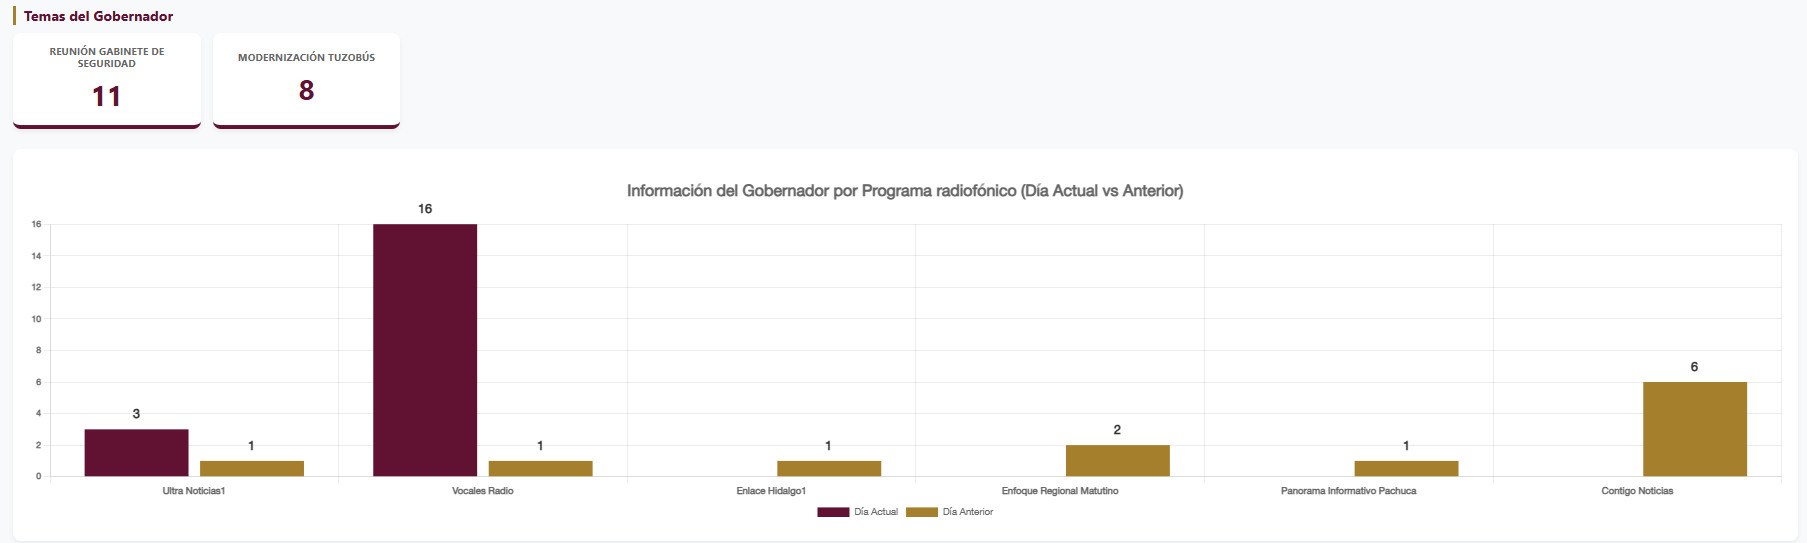 Temas del Gobernador
REUNIÓN GABINETE DE
SEGURIDAD
11
MODERNIZACIÓN TUZOBÚS
8
Información del Gobernador por Programa radiofónico (Día Actual vs Anterior)
16
14
12
10
8
6
4
2
0
3
1
16
1
1
2
1
6
Ultra Noticias1
Vocales Radio
Enlace Hidalgo1
Enfoque Regional Matutino
Panorama Informativo Pachuca
Contigo Noticias
Día Actual
Día Anterior